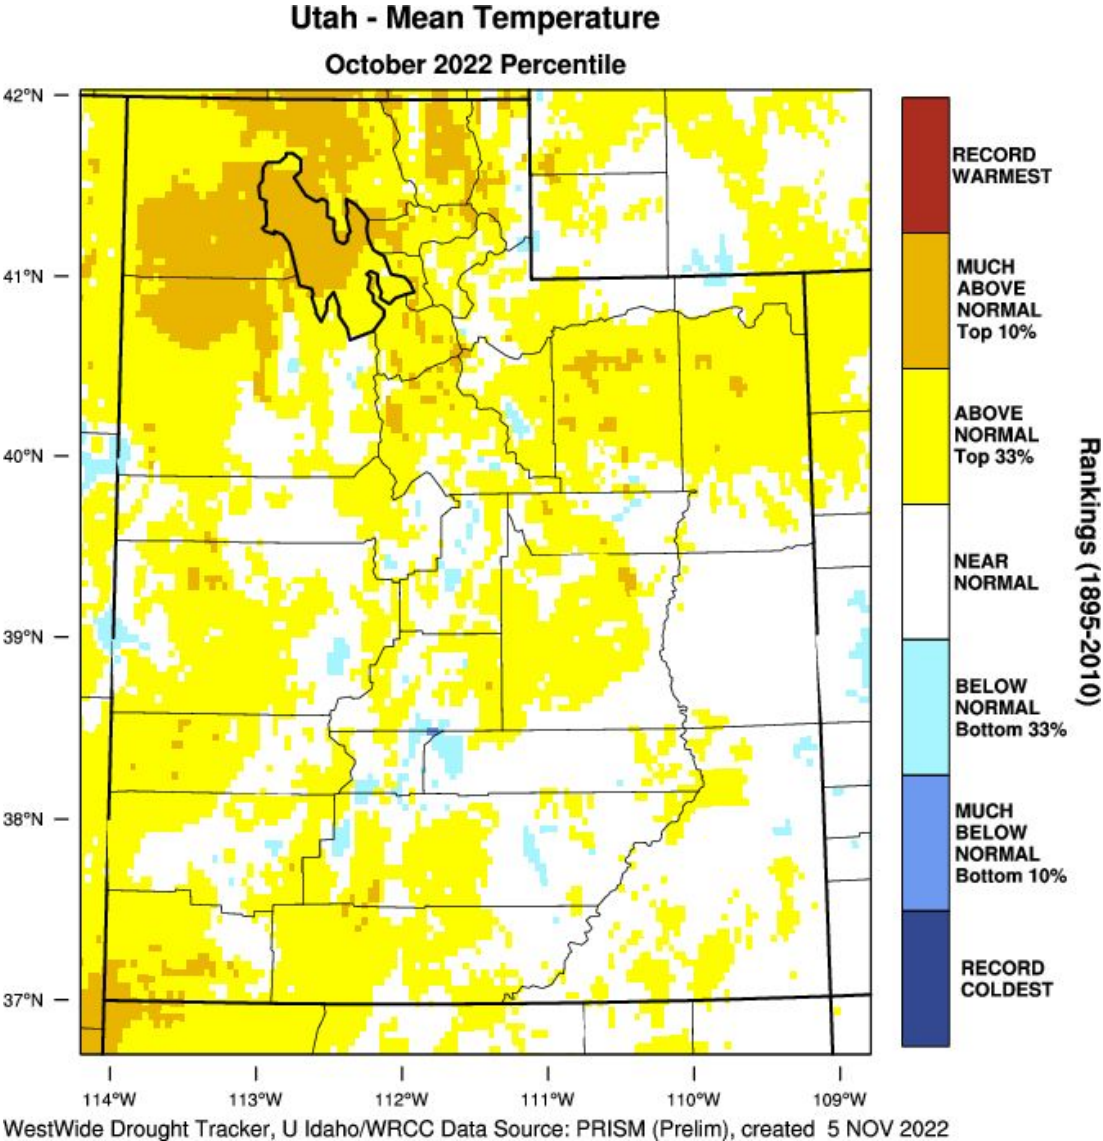 Utah - Mean Temperature
October 2022 Percentile
42°N
41°N
40°N
39°N
38°N
37°N
114°W
113°W
112°W
111°W
110°W
109°W
RECORD
WARMEST
MUCH
ABOVE
NORMAL
Top 10%
ABOVE
NORMAL
Top 33%
NEAR
NORMAL
BELOW
NORMAL
Bottom 33%
MUCH
BELOW
NORMAL
Bottom 10%
RECORD
COLDEST
Rankings (1895-2010)
WestWide Drought Tracker, U Idaho/WRCC Data Source: PRISM (Prelim), created 5 NOV 2022